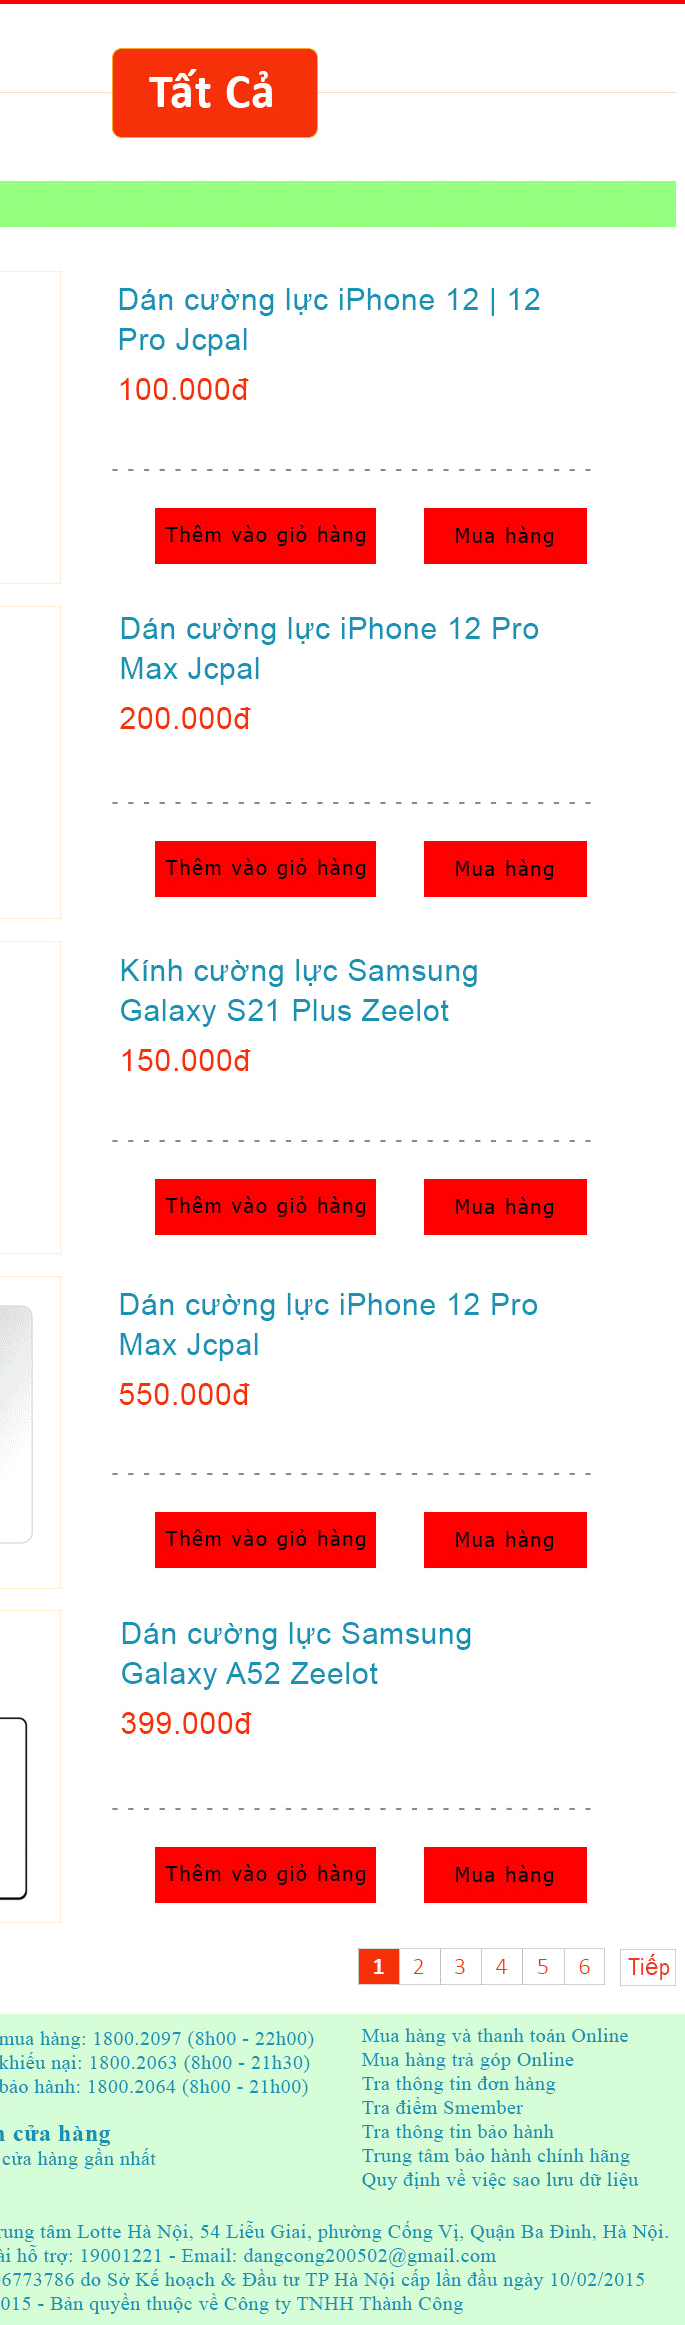 Tất Cả
Dán cường lực iPhone 12 | 12
Pro Jcpal
100.000đ
Thêm vào giỏ hàng Mua hàng
Dán cường lực iPhone 12 Pro
Max Jcpal
200.000đ
Thêm vào giỏ hàng Mua hàng
Kính cường lực Samsung
Galaxy S21 Plus Zeelot
150.000đ
Thêm vào giỏ hàng Mua hàng
Dán cường lực iPhone 12 Pro
Max Jcpal
550.000đ
Thêm vào giỏ hàng Mua hàng
Dán cường lực Samsung
Galaxy A52 Zeelot
399.000đ
Thêm vào giỏ hàng Mua hàng
1 2 3 4 5 6 Tiếp
mua hàng: 1800.2097 (8h00 - 22h00)
khiếu nại: 1800.2063 (8h00 - 21h30)
bảo hành: 1800.2064 (8h00 - 21h00)
cửa hàng
cửa hàng gần nhất
Mua hàng và thanh toán Online
Mua hàng trả góp Online
Tra thông tin đơn hàng
Tra điểm Smember
Tra thông tin bảo hành
Trung tâm bảo hành chính hãng
Quy định về việc sao lưu dữ liệu
rung tâm Lotte Hà Nội, 54 Liễu Giai, phường Cống Vị, Quận Ba Đình, Hà Nội.
ài hỗ trợ: 19001221 - Email: dangcong200502@gmail.com
6773786 do Sở Kế hoạch & Đầu tư TP Hà Nội cấp lần đầu ngày 10/02/2015
015 - Bản quyền thuộc về Công ty TNHH Thành Công